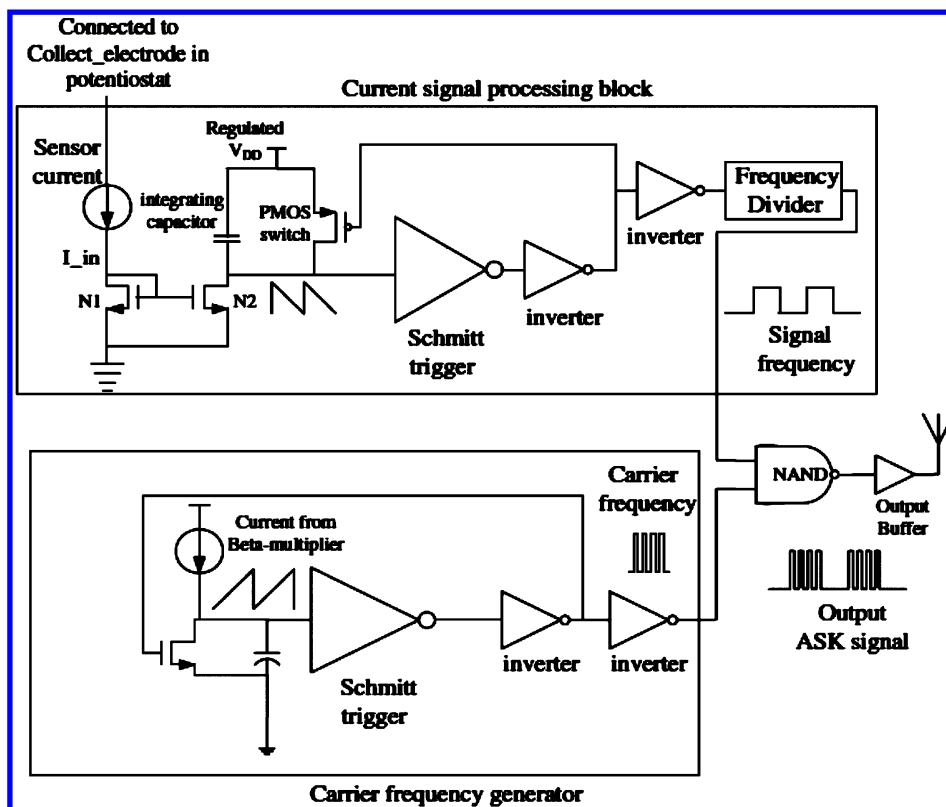 Connected to
Collect_electrode in
potentiostat
Current signal processing block
Sensor
current
Regulated
VDD
integrating
capacitor
PMOS
switch
I_in
N1
N2
Schmitt
trigger
inverter
inverter
Frequency
Divider
Signal
frequency
NAND
Output
Buffer
Output
ASK signal
Carrier
frequency
Current from
Beta-multiplier
Schmitt
trigger
inverter
inverter
Carrier frequency generator